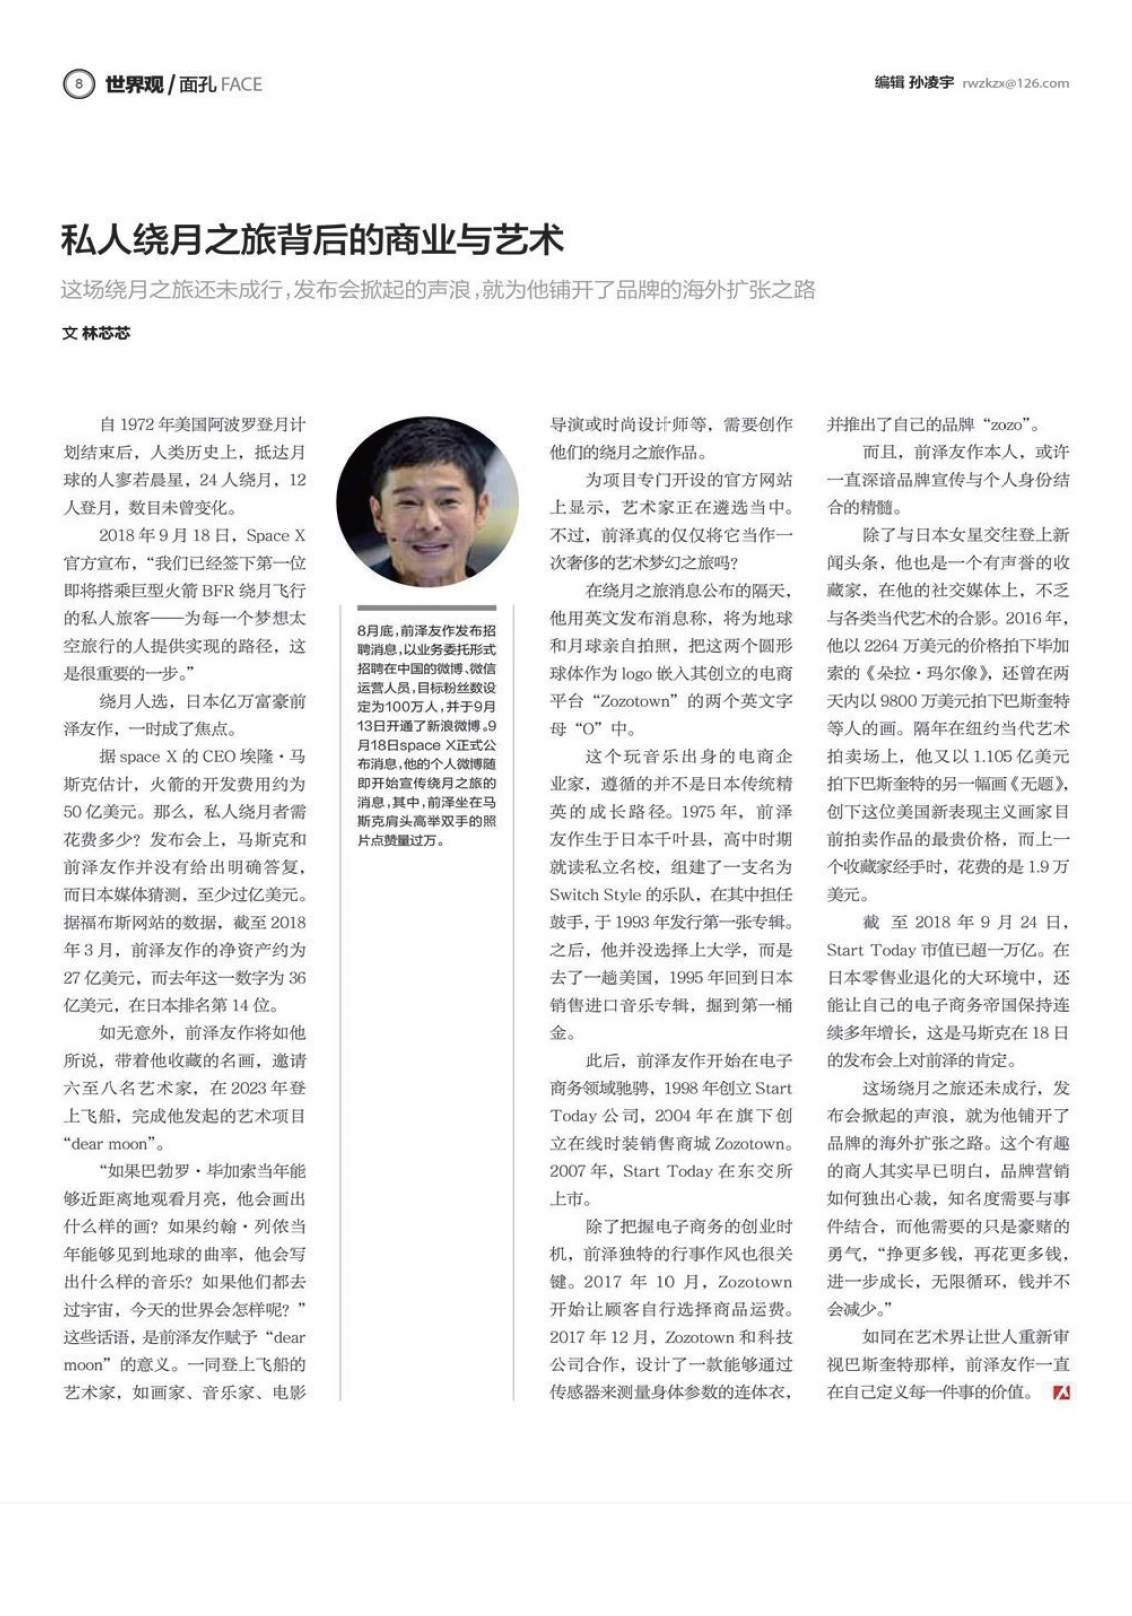 8 世界观 / 面孔 FACE
编辑 孙凌宇 rwzkzx@126.com
私人绕月之旅背后的商业与艺术
这场绕月之旅还未成行，发布会掀起的声浪，就为他铺开了品牌的海外扩张之路
文 林芯芯
自 1972 年美国阿波罗登月计
划结束后，人类历史上，抵达月
球的人寥若晨星，24 人绕月，12
人登月，数目未曾变化。
2018 年 9 月 18 日，Space X
官方宣布，“我们已经签下第一位
即将搭乘巨型火箭 BFR 绕月飞行
的私人旅客——为每一个梦想太
空旅行的人提供实现的路径，这
是很重要的一步。”
绕月人选，日本亿万富豪前
泽友作，一时成了焦点。
据 space X 的 CEO 埃隆·马
斯克估计，火箭的开发费用约为
50 亿美元。那么，私人绕月者需
花费多少？发布会上，马斯克和
前泽友作并没有给出明确答复，
而日本媒体猜测，至少过亿美元。
据福布斯网站的数据，截至 2018
年 3 月，前泽友作的净资产约为
27 亿美元，而去年这一数字为 36
亿美元，在日本排名第 14 位。
如无意外，前泽友作将如他
所说，带着他收藏的名画，邀请
六至八名艺术家，在 2023 年登
上飞船，完成他发起的艺术项目
“dear moon”。
“如果巴勃罗·毕加索当年能
够近距离地观看月亮，他会画出
什么样的画？如果约翰·列侬当
年能够见到地球的曲率，他会写
出什么样的音乐？如果他们都去
过宇宙，今天的世界会怎样呢？”
这些话语，是前泽友作赋予“dear
moon”的意义。一同登上飞船的
艺术家，如画家、音乐家、电影
8月底，前泽友作发布招
聘消息，以业务委托形式
招聘在中国的微博、微信
运营人员，目标粉丝数设
定为100万人，并于9月
13日开通了新浪微博。9
月18日space X正式公
布消息，他的个人微博随
即开始宣传绕月之旅的
消息，其中，前泽坐在马
斯克肩头高举双手的照
片点赞量过万。
导演或时尚设计师等，需要创作
他们的绕月之旅作品。
为项目专门开设的官方网站
上显示，艺术家正在遴选当中。
不过，前泽真的仅仅将它当作一
次奢侈的艺术梦幻之旅吗？
在绕月之旅消息公布的隔天，
他用英文发布消息称，将为地球
和月球亲自拍照，把这两个圆形
球体作为 logo 嵌入其创立的电商
平台“Zozotown”的两个英文字
母“O”中。
这个玩音乐出身的电商企
业家，遵循的并不是日本传统精
英的成长路径。1975 年，前泽
友作生于日本千叶县，高中时期
就读私立名校，组建了一支名为
Switch Style 的乐队，在其中担任
鼓手，于 1993 年发行第一张专辑。
之后，他并没选择上大学，而是
去了一趟美国，1995 年回到日本
销售进口音乐专辑，掘到第一桶
金。
此后，前泽友作开始在电子
商务领域驰骋，1998 年创立 Start
Today 公司，2004 年在旗下创
立在线时装销售商城 Zozotown。
2007 年，Start Today 在东交所
上市。
除了把握电子商务的创业时
机，前泽独特的行事作风也很关
键。2017 年 10 月，Zozotown
开始让顾客自行选择商品运费。
2017 年 12 月，Zozotown 和科技
公司合作，设计了一款能够通过
传感器来测量身体参数的连体衣，
并推出了自己的品牌“zozo”。
而且，前泽友作本人，或许
一直深谙品牌宣传与个人身份结
合的精髓。
除了与日本女星交往登上新
闻头条，他也是一个有声誉的收
藏家，在他的社交媒体上，不乏
与各类当代艺术的合影。2016 年，
他以 2264 万美元的价格拍下毕加
索的《朵拉·玛尔像》，还曾在两
天内以 9800 万美元拍下巴斯奎特
等人的画。隔年在纽约当代艺术
拍卖场上，他又以 1.105 亿美元
拍下巴斯奎特的另一幅画《无题》，
创下这位美国新表现主义画家目
前拍卖作品的最贵价格，而上一
个收藏家经手时，花费的是 1.9 万
美元。
截至 2018 年 9 月 24 日，
Start Today 市值已超一万亿。在
日本零售业退化的大环境中，还
能让自己的电子商务帝国保持连
续多年增长，这是马斯克在 18 日
的发布会上对前泽的肯定。
这场绕月之旅还未成行，发
布会掀起的声浪，就为他铺开了
品牌的海外扩张之路。这个有趣
的商人其实早已明白，品牌营销
如何独出心裁，知名度需要与事
件结合，而他需要的只是豪赌的
勇气，“挣更多钱，再花更多钱，
进一步成长，无限循环，钱并不
会减少。”
如同在艺术界让世人重新审
视巴斯奎特那样，前泽友作一直
在自己定义每一件事的价值。